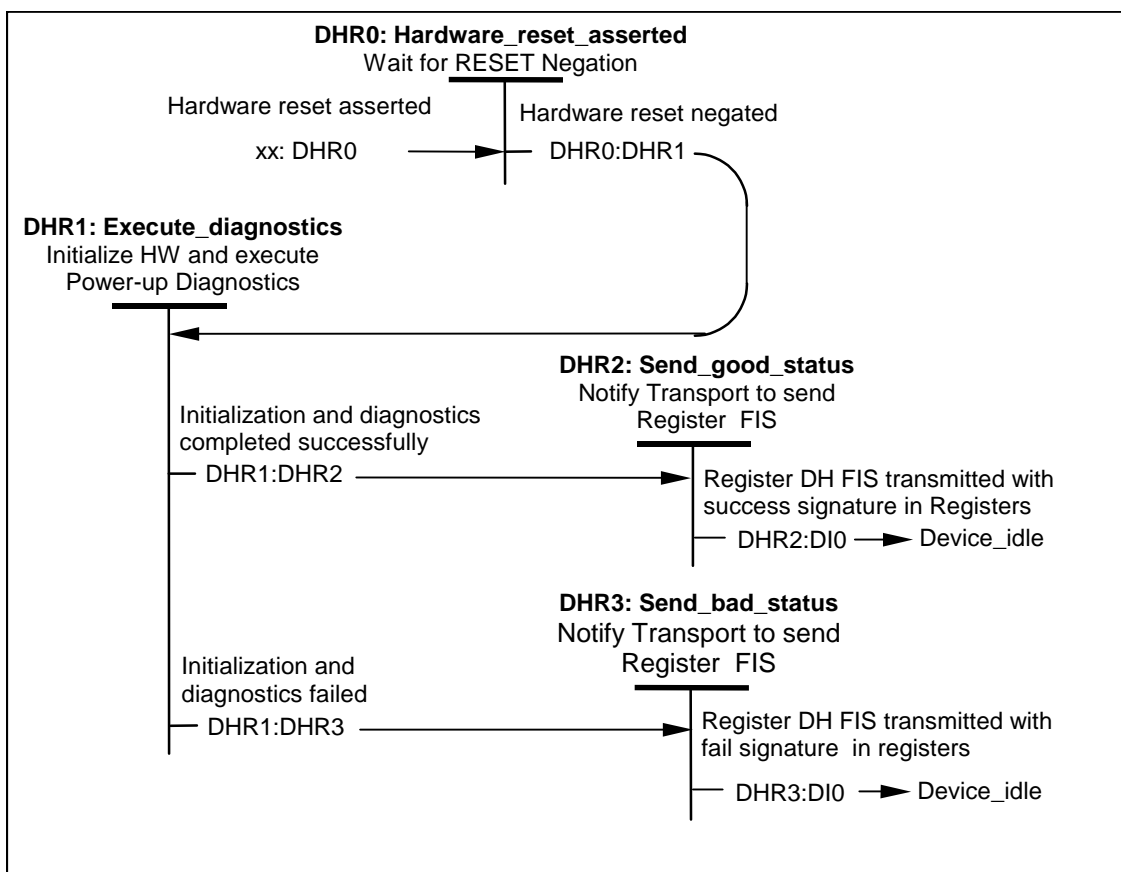 DHR0: Hardware_reset_asserted
Wait for RESET Negation
Hardware reset asserted
Hardware reset negated
xx: DHR0
DHR0:DHR1
DHR1: Execute_diagnostics
Initialize HW and execute
Power-up Diagnostics
DHR2: Send_good_status
Notify Transport to send
Register FIS
Initialization and diagnostics
completed successfully
DHR1:DHR2
Register DH FIS transmitted with
success signature in Registers
DHR2:DI0
Device_idle
DHR3: Send_bad_status
Notify Transport to send
Register FIS
Initialization and
diagnostics failed
DHR1:DHR3
Register DH FIS transmitted with
fail signature in registers
DHR3:DI0
Device_idle